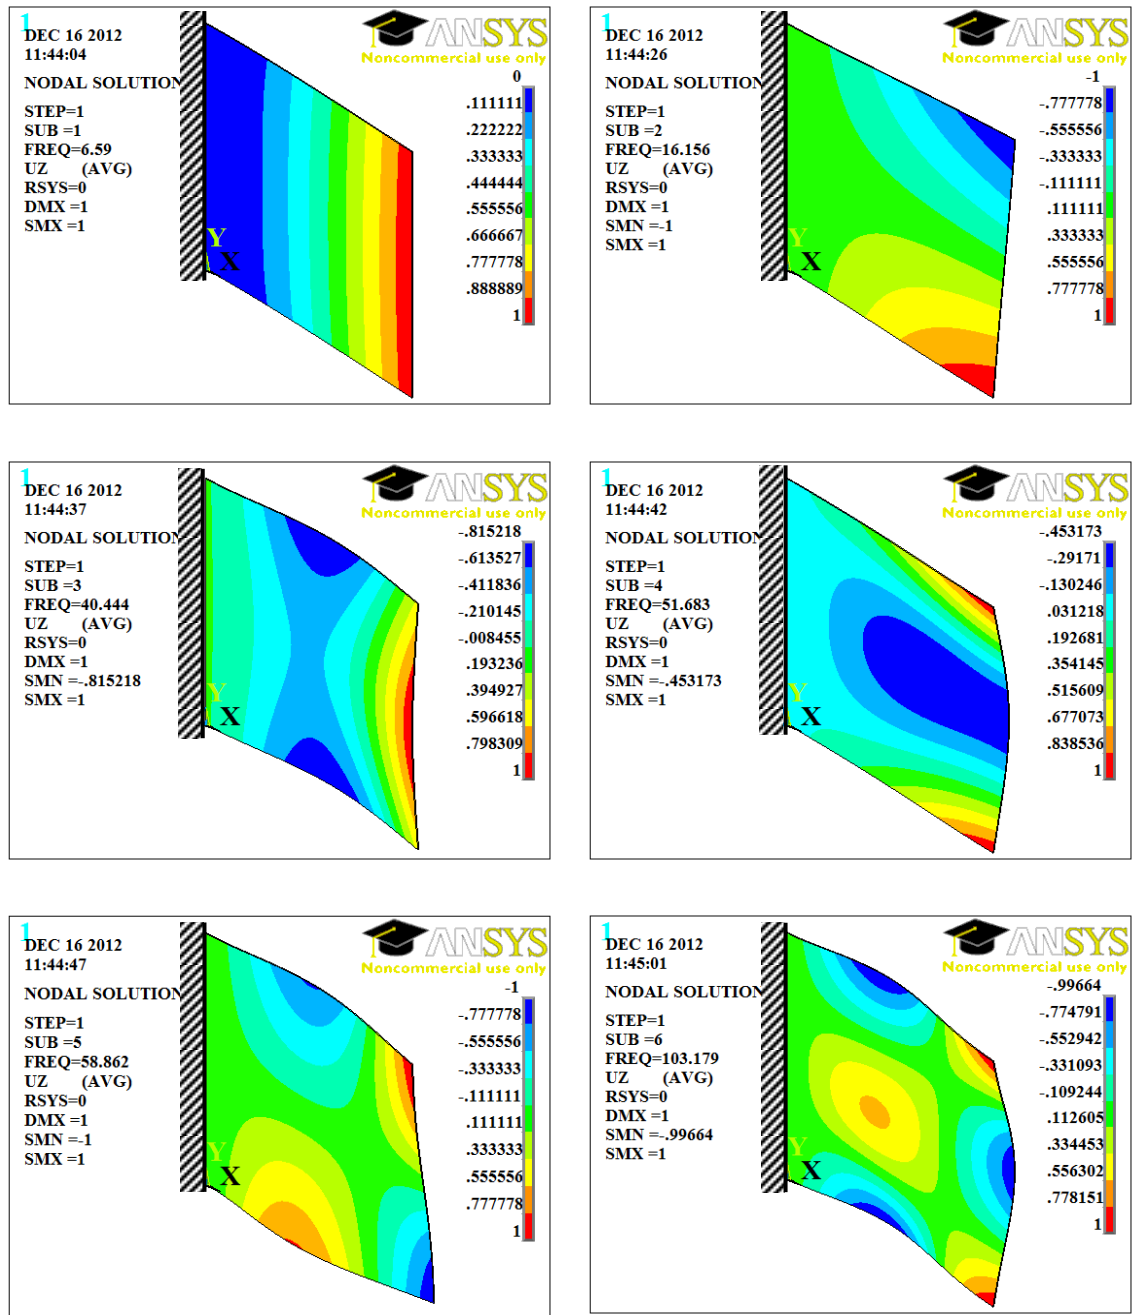 1
DEC 16 2012
11:44:04
ANSYS
Noncommercial use only
NODAL SOLUTION
STEP=1
SUB =1
FREQ=6.59
UZ (AVG)
RSYS=0
DMX =1
SMX =1
Y
X
0
.111111
.222222
.333333
.444444
.555556
.666667
.777778
.888889
1
1
DEC 16 2012
11:44:26
ANSYS
Noncommercial use only
NODAL SOLUTION
STEP=1
SUB =2
FREQ=16.156
UZ (AVG)
RSYS=0
DMX =1
SMN =-1
SMX =1
Y
X
-1
-.777778
-.555556
-.333333
-.111111
.111111
.333333
.555556
.777778
1
1
DEC 16 2012
11:44:37
ANSYS
Noncommercial use only
NODAL SOLUTION
STEP=1
SUB =3
FREQ=40.444
UZ (AVG)
RSYS=0
DMX =1
SMN =-.815218
SMX =1
Y
X
-.815218
-.613527
-.411836
-.210145
-.008455
.193236
.394927
.596618
.798309
1
1
DEC 16 2012
11:44:42
ANSYS
Noncommercial use only
NODAL SOLUTION
STEP=1
SUB =4
FREQ=51.683
UZ (AVG)
RSYS=0
DMX =1
SMN =-.453173
SMX =1
Y
X
-.453173
-.29171
-.130246
.031218
.192681
.354145
.515609
.677073
.838536
1
1
DEC 16 2012
11:44:47
ANSYS
Noncommercial use only
NODAL SOLUTION
STEP=1
SUB =5
FREQ=58.862
UZ (AVG)
RSYS=0
DMX =1
SMN =-1
SMX =1
Y
X
-1
-.777778
-.555556
-.333333
-.111111
.111111
.333333
.555556
.777778
1
1
DEC 16 2012
11:45:01
ANSYS
Noncommercial use only
NODAL SOLUTION
STEP=1
SUB =6
FREQ=103.179
UZ (AVG)
RSYS=0
DMX =1
SMN =-.99664
SMX =1
Y
X
-.99664
-.774791
-.552942
-.331093
-.109244
.112605
.334453
.556302
.778151
1